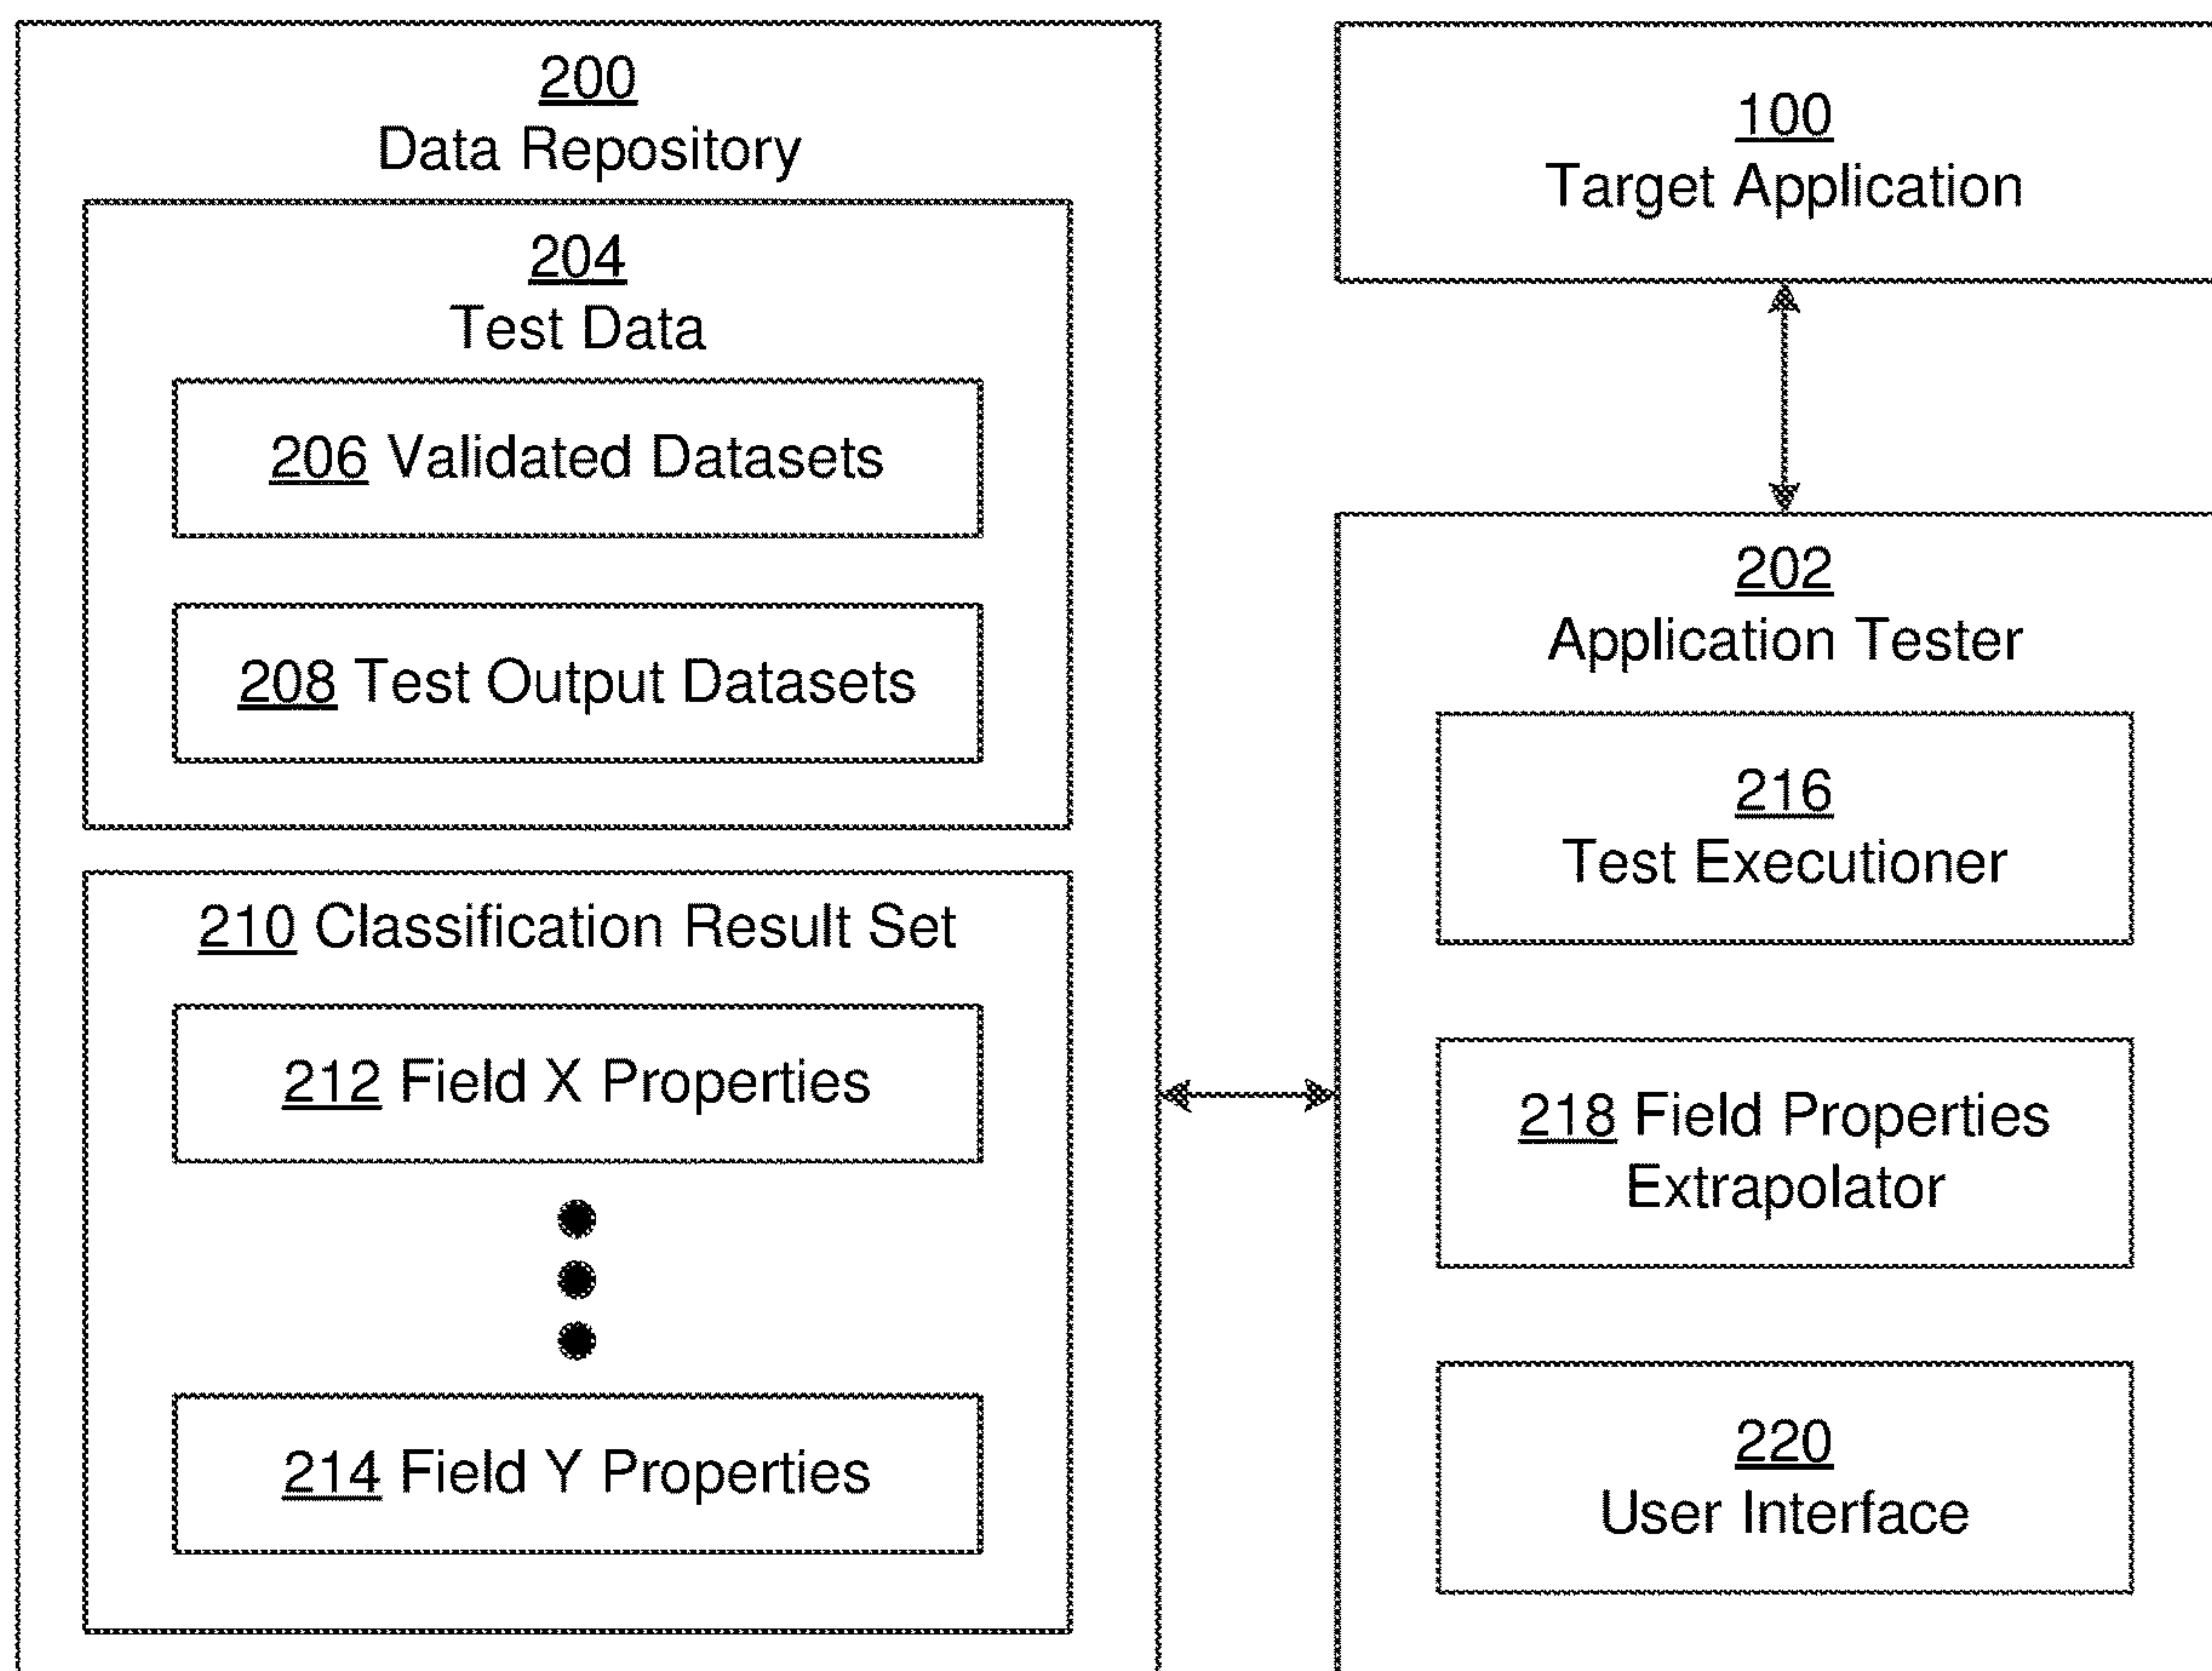 200
Data Repository
204
Test Data
206 Validated Datasets
208 Test Output Datasets
210 Classification Result Set
212 Field X Properties
214 Field Y Properties
100
Target Application
202
Application Tester
216
Test Executioner
218 Field Properties
Extrapolator
220
User Interface